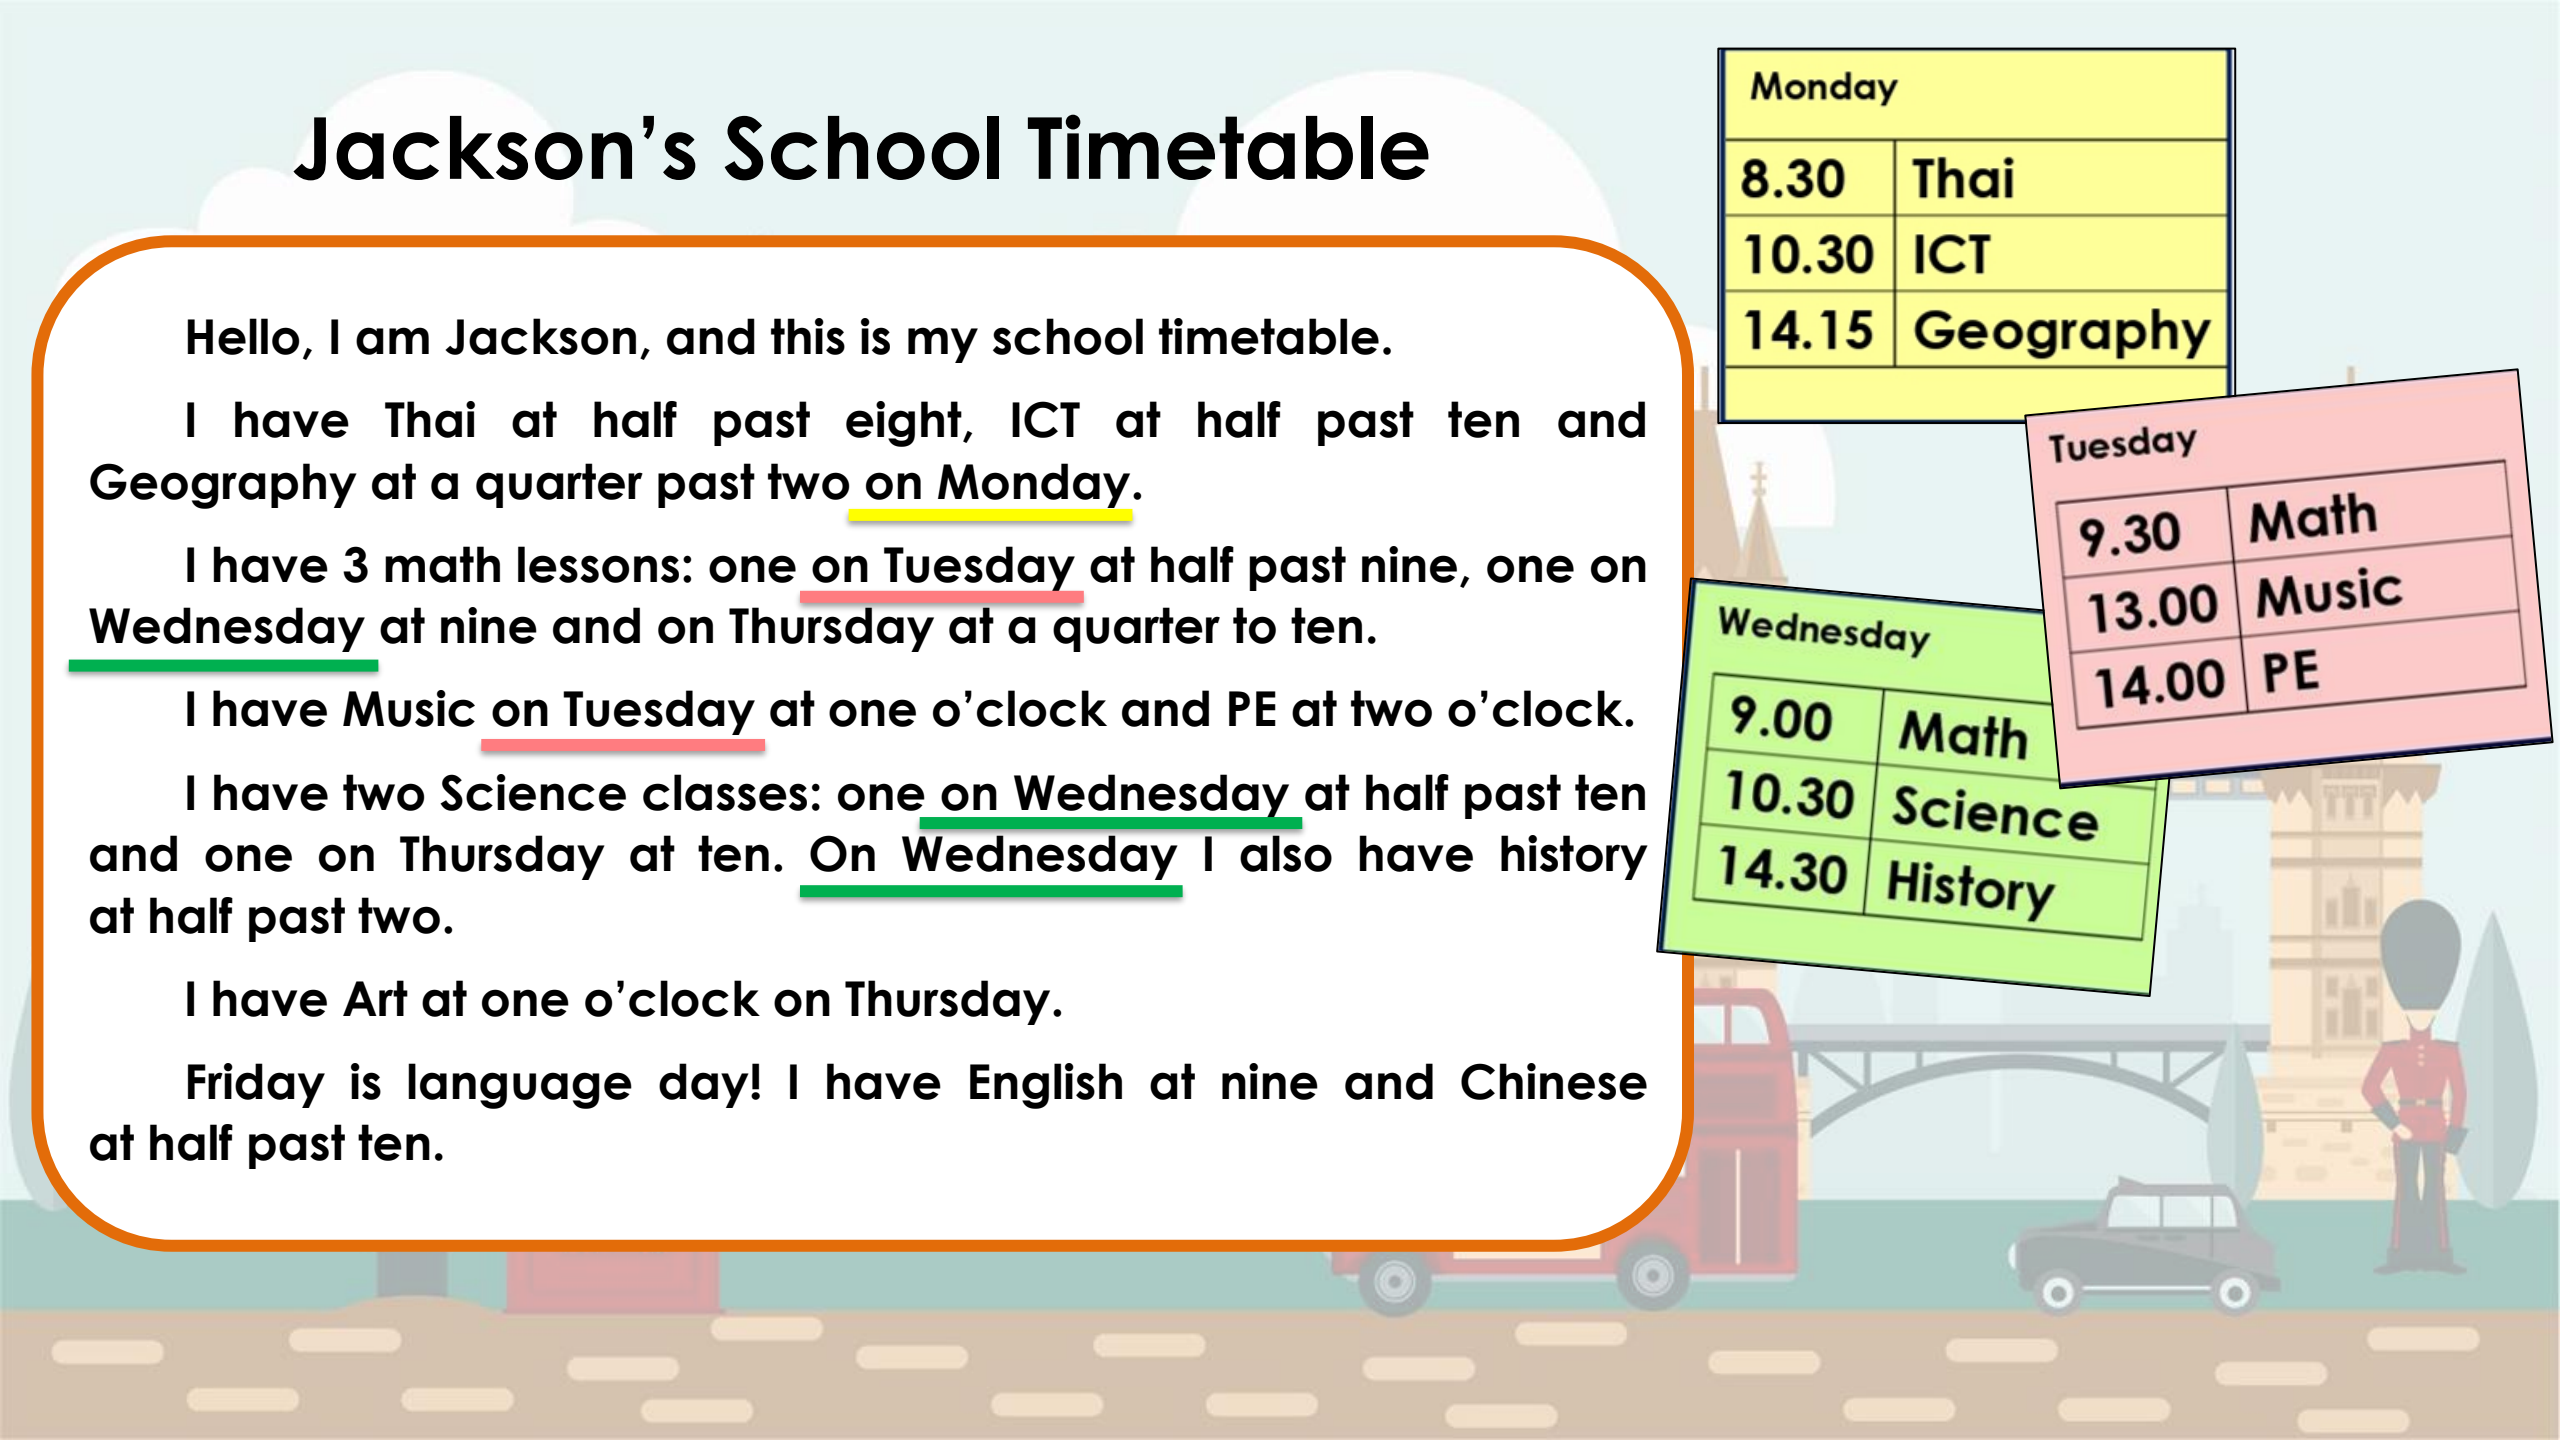 Jackson’s School Timetable
Hello, I am Jackson, and this is my school timetable.
I have Thai at half past eight, ICT at half past ten and
Geography at a quarter past two on Monday.
I have 3 math lessons: one on Tuesday at half past nine, one on
Wednesday at nine and on Thursday at a quarter to ten.
I have Music on Tuesday at one o’clock and PE at two o’clock.
I have two Science classes: one on Wednesday at half past ten
and one on Thursday at ten. On Wednesday I also have history
at half past two.
I have Art at one o’clock on Thursday.
Friday is language day! I have English at nine and Chinese
at half past ten.
Monday
8.30 Thai
10.30 ICT
14.15 Geography
Tuesday
9.30 Math
13.00 Music
14.00 PE
Wednesday
9.00 Math
10.30 Science
14.30 History